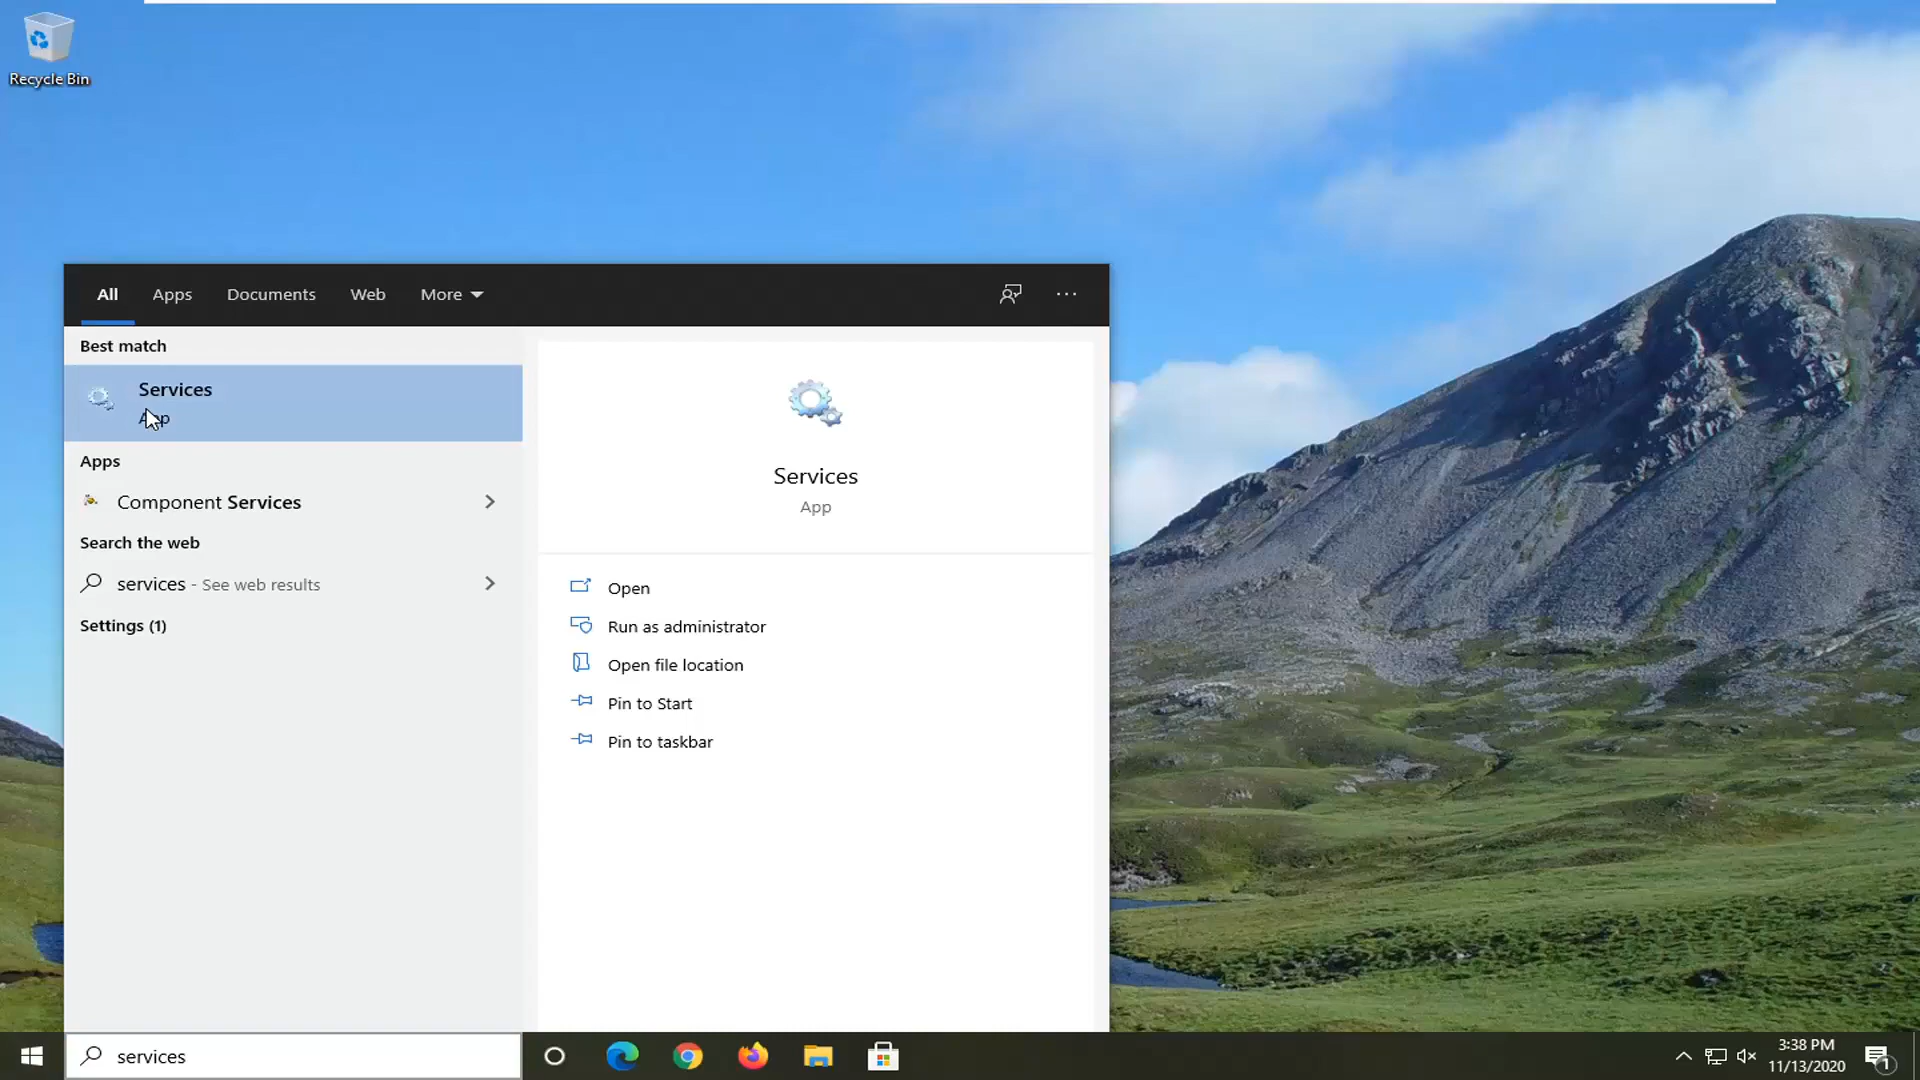 Recycle Bin
All Apps Documents Web More
Best match
Services
App
Apps
Component Services
Search the web
services - See web results
Settings (1)
Services
App
Open
Run as administrator
Open file location
Pin to Start
Pin to taskbar
services
3:38 PM
11/13/2020
1